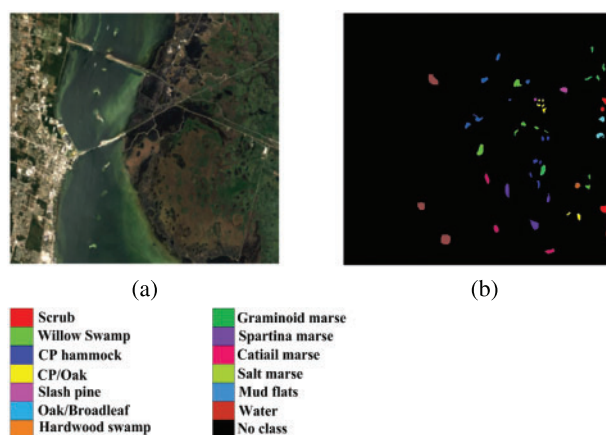 (a)
(b)
Scrub
Willow Swamp
CP hammock
CP/Oak
Slash pine
Oak/Broadleaf
Hardwood swamp
Graminoid marse
Spartina marse
Catiail marse
Salt marse
Mud flats
Water
No class